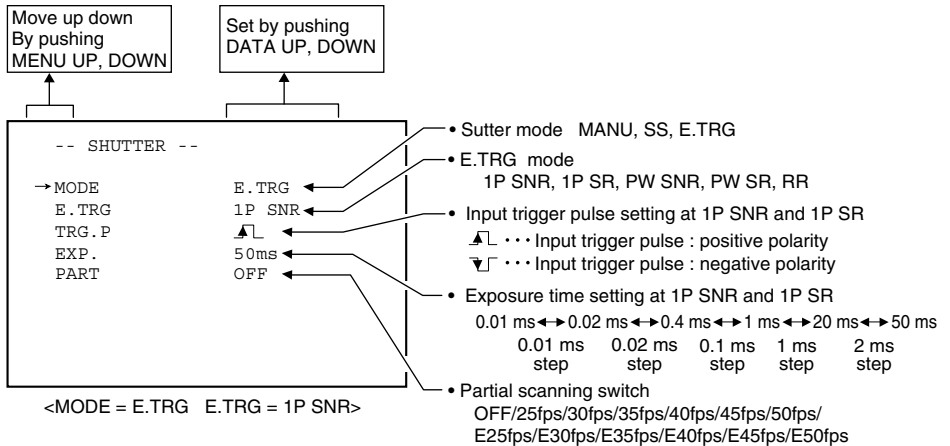 Move up down
By pushing
MENU UP, DOWN
Set by pushing
DATA UP, DOWN
-- SHUTTER --
→MODE E.TRG
E.TRG 1P SNR
TRG.P
EXP. 50ms
PART OFF
<MODE = E.TRG E.TRG = 1P SNR>
• Sutter mode MANU, SS, E.TRG
• E.TRG mode
1P SNR, 1P SR, PW SNR, PW SR, RR
• Input trigger pulse setting at 1P SNR and 1P SR
··· Input trigger pulse : positive polarity
··· Input trigger pulse : negative polarity
• Exposure time setting at 1P SNR and 1P SR
0.01 ms↔0.02 ms↔0.4 ms↔1 ms↔20 ms↔50 ms
0.01 ms 0.02 ms 0.1 ms 1 ms 2 ms
step step step step step
• Partial scanning switch
OFF/25fps/30fps/35fps/40fps/45fps/50fps/
E25fps/E30fps/E35fps/E40fps/E45fps/E50fps